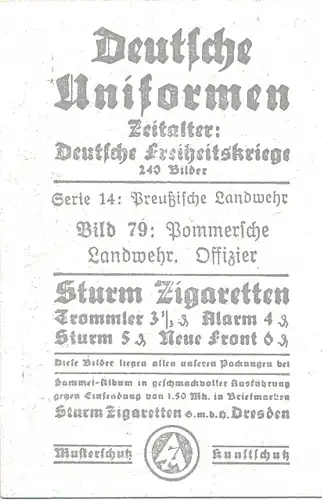 Deutsche
Uniformen
Zeitalter:
Deutsche Freiheitskriege
240 Bilder
Serie 14: Preußische Landwehr
Bild 79: Pommersche
Landwehr. Offizier
Sturm Zigaretten
Trommler 3 1/3 ₰ Alarm 4 ₰
Sturm 5 ₰ Neue Front 6 ₰
Diese Bilder liegen allen unseren Packungen bei
Sammel-Album in geschmackvoller Ausführung
gegen Einsendung von 1.50 Mk. in Briefmarken
Sturm Zigaretten G.m.b.H. Dresden
Musterschutz Kunstschutz